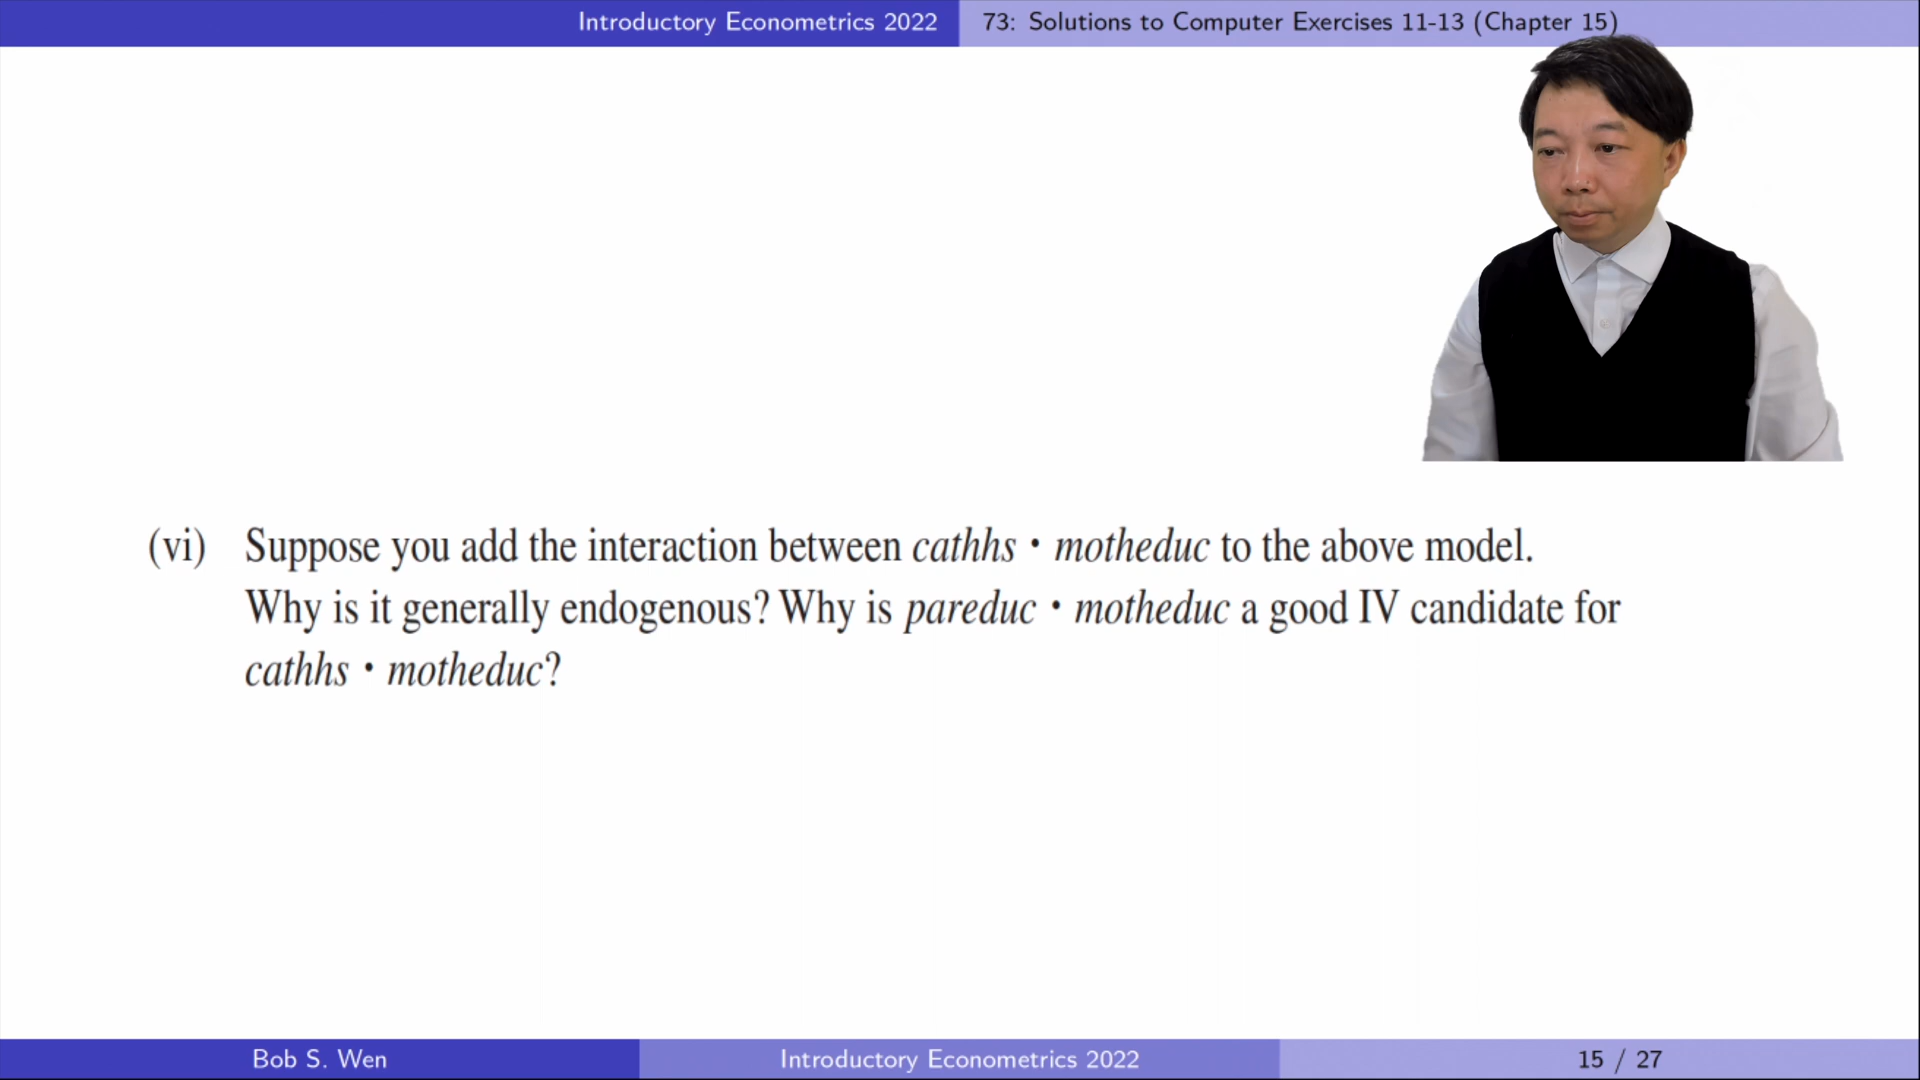 Introductory Econometrics 2022
73: Solutions to Computer Exercises 11-13 (Chapter 15)
(vi) Suppose you add the interaction between cathhs · motheduc to the above model.
Why is it generally endogenous? Why is pareduc · motheduc a good IV candidate for
cathhs · motheduc?
Bob S. Wen
Introductory Econometrics 2022
15 / 27